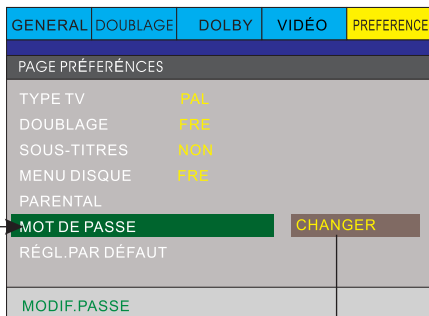 GENERAL DOUBLAGE DOLBY VIDÉO PREFERENCE
PAGE PRÉFERÉNCES
TYPE TV PAL
DOUBLAGE FRE
SOUS-TITRES NON
MENU DISQUE FRE
PARENTAL
MOT DE PASSE CHANGER
RÉGL.PAR DÉFAUT
MODIF.PASSE